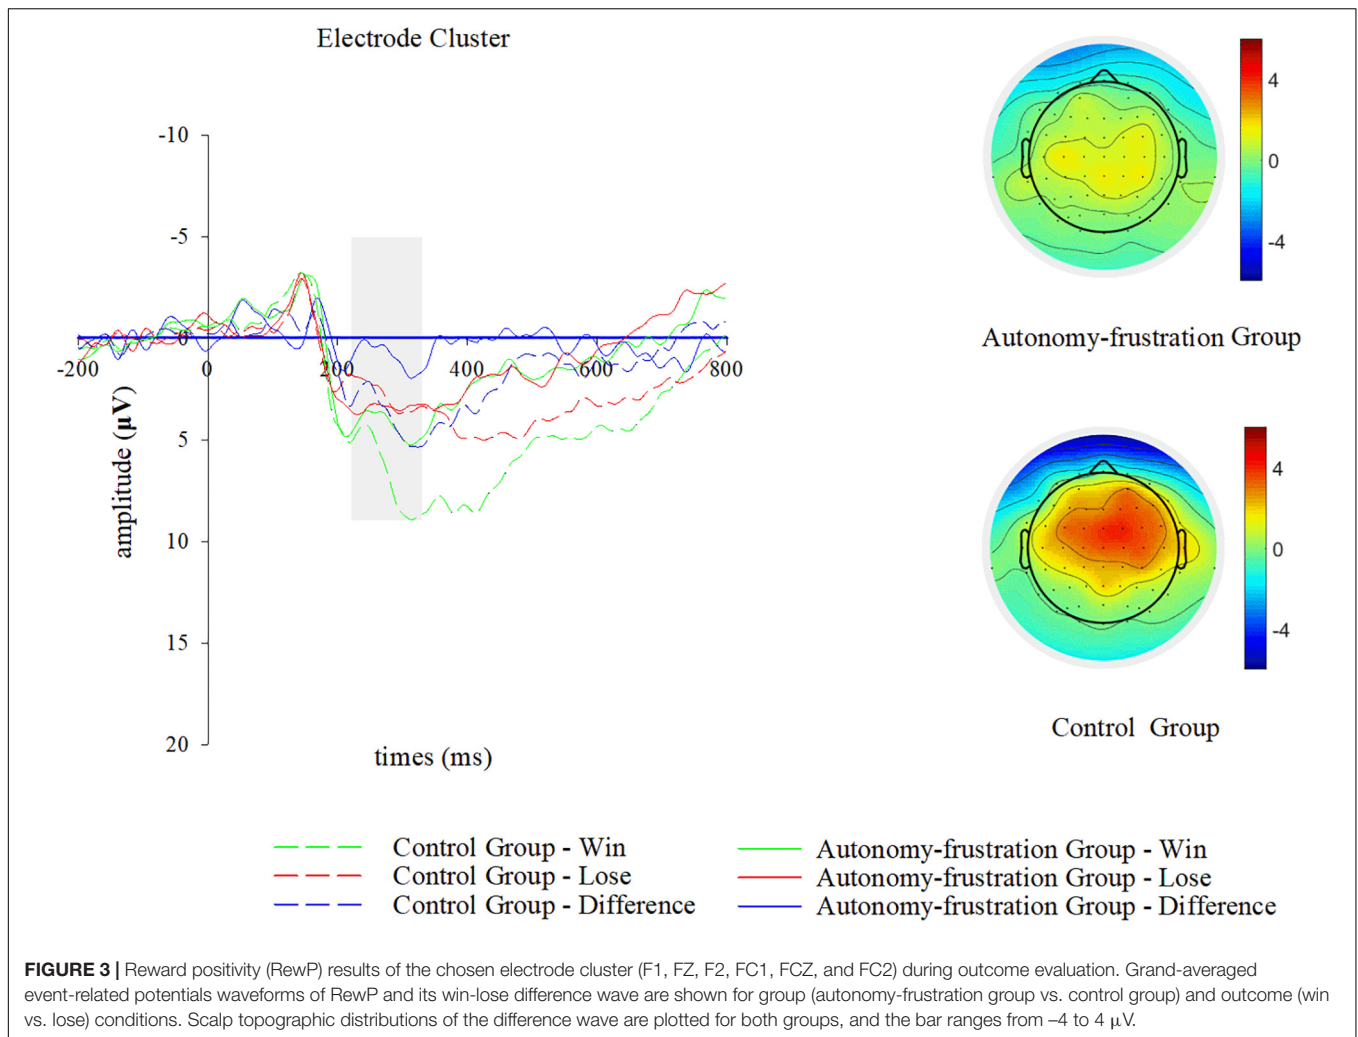 Electrode Cluster
-10
-5
0
5
10
15
20
-200
0
200
400
600
800
amplitude (µV)
times (ms)
4
0
-4
Autonomy-frustration Group
4
0
-4
Control Group
Control Group - Win
Control Group - Lose
Control Group - Difference
Autonomy-frustration Group - Win
Autonomy-frustration Group - Lose
Autonomy-frustration Group - Difference
FIGURE 3 | Reward positivity (RewP) results of the chosen electrode cluster (F1, FZ, F2, FC1, FCZ, and FC2) during outcome evaluation. Grand-averaged
event-related potentials waveforms of RewP and its win-lose difference wave are shown for group (autonomy-frustration group vs. control group) and outcome (win
vs. lose) conditions. Scalp topographic distributions of the difference wave are plotted for both groups, and the bar ranges from –4 to 4 µV.